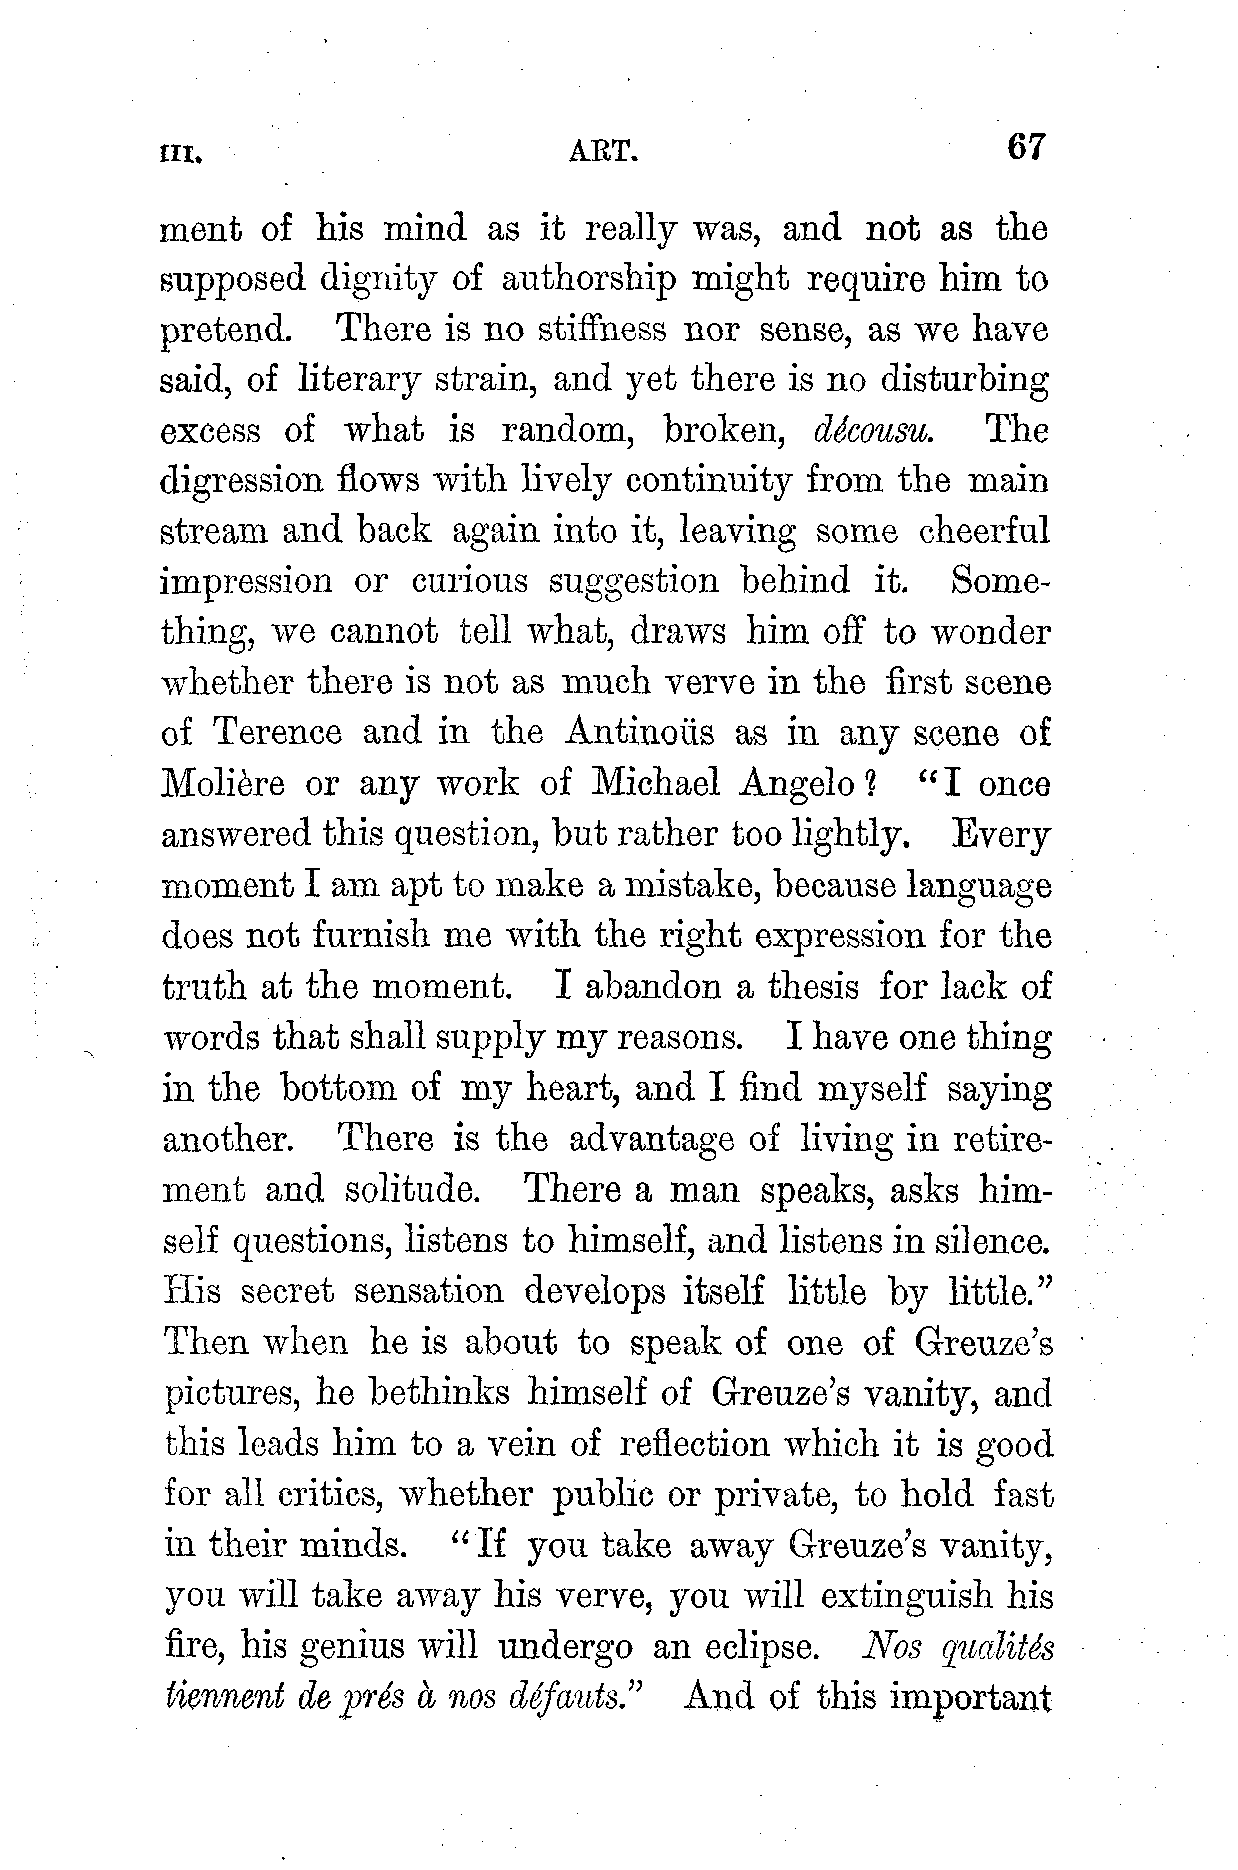 III. ART. 67
ment of his mind as it really was, and not as the
supposed dignity of authorship might require him to
pretend. There is no stiffness nor sense, as we have
said, of literary strain, and yet there is no disturbing
excess of what is random, broken, décousu. The
digression flows with lively continuity from the main
stream and back again into it, leaving some cheerful
impression or curious suggestion behind it. Some-
thing, we cannot tell what, draws him off to wonder
whether there is not as much verve in the first scene
of Terence and in the Antinoüs as in any scene of
Molière or any work of Michael Angelo? "I once
answered this question, but rather too lightly. Every
moment I am apt to make a mistake, because language
does not furnish me with the right expression for the
truth at the moment. I abandon a thesis for lack of
words that shall supply my reasons. I have one thing
in the bottom of my heart, and I find myself saying
another. There is the advantage of living in retire-
ment and solitude. There a man speaks, asks him-
self questions, listens to himself, and listens in silence.
His secret sensation develops itself little by little."
Then when he is about to speak of one of Greuze's
pictures, he bethinks himself of Greuze's vanity, and
this leads him to a vein of reflection which it is good
for all critics, whether public or private, to hold fast
in their minds. "If you take away Greuze's vanity,
you will take away his verve, you will extinguish his
fire, his genius will undergo an eclipse. Nos qualités
tiennent de prés à nos défauts." And of this important